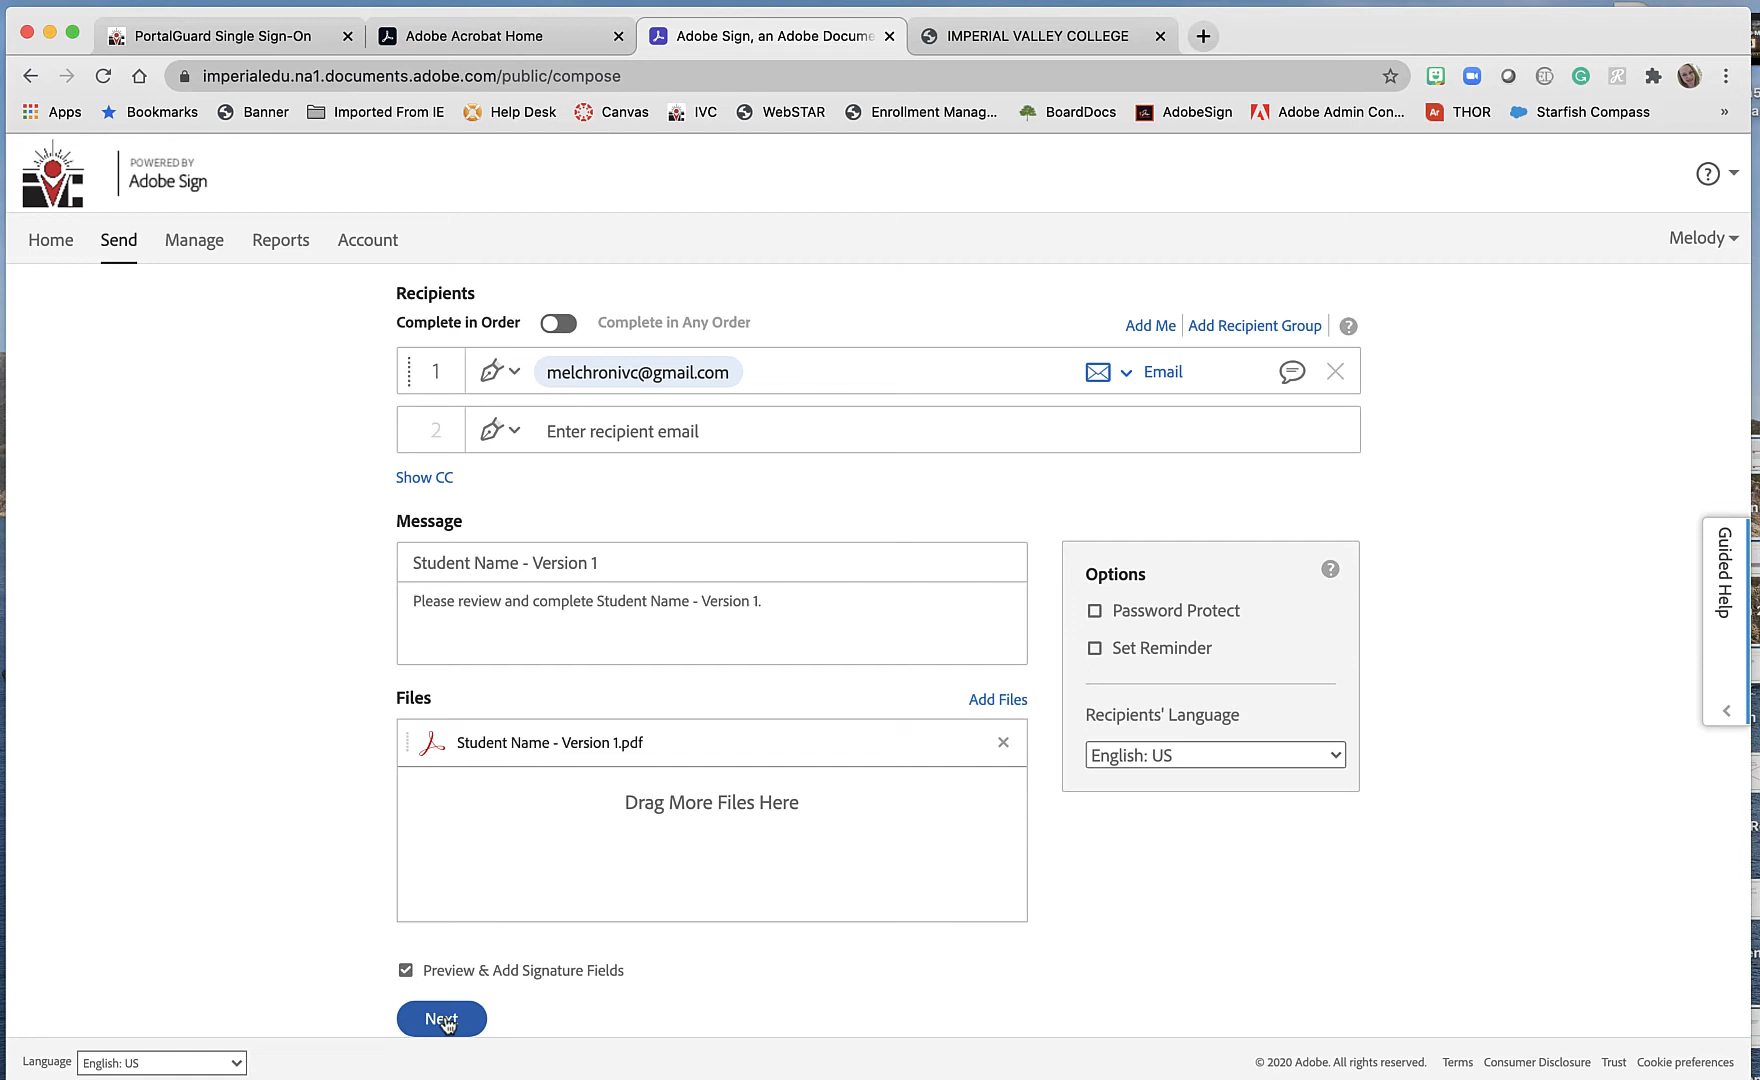 PortalGuard Single Sign-On
Adobe Acrobat Home
Adobe Sign, an Adobe Docume
IMPERIAL VALLEY COLLEGE
imperialedu.na1.documents.adobe.com/public/compose
Apps Bookmarks Banner Imported From IE Help Desk Canvas IVC WebSTAR Enrollment Manag... BoardDocs AdobeSign Adobe Admin Con... THOR Starfish Compass »
POWERED BY
Adobe Sign
Home Send Manage Reports Account Melody
Recipients
Complete in Order Complete in Any Order Add Me Add Recipient Group ?
1 melchronivc@gmail.com Email
2 Enter recipient email
Show CC
Message
Student Name - Version 1
Please review and complete Student Name - Version 1.
Options ?
Password Protect
Set Reminder
Recipients' Language
English: US
Guided Help
Files Add Files
Student Name - Version 1.pdf
Drag More Files Here
Preview & Add Signature Fields
Next
Language English: US © 2020 Adobe. All rights reserved. Terms Consumer Disclosure Trust Cookie preferences